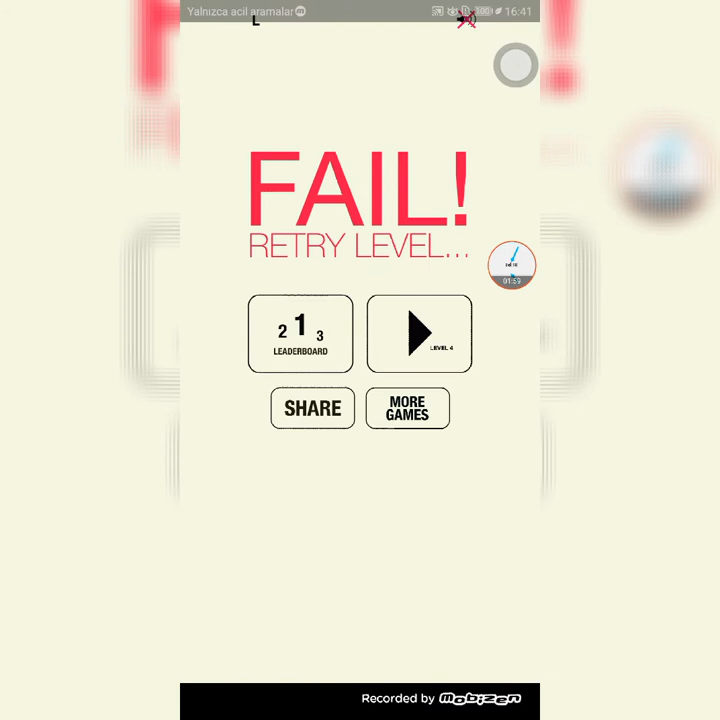 Yalnızca acil aramalar
100 16:41
L
FAIL!
RETRY LEVEL...
01:59
2 1 3
LEADERBOARD
LEVEL 4
SHARE
MORE
GAMES
Recorded by mobizen